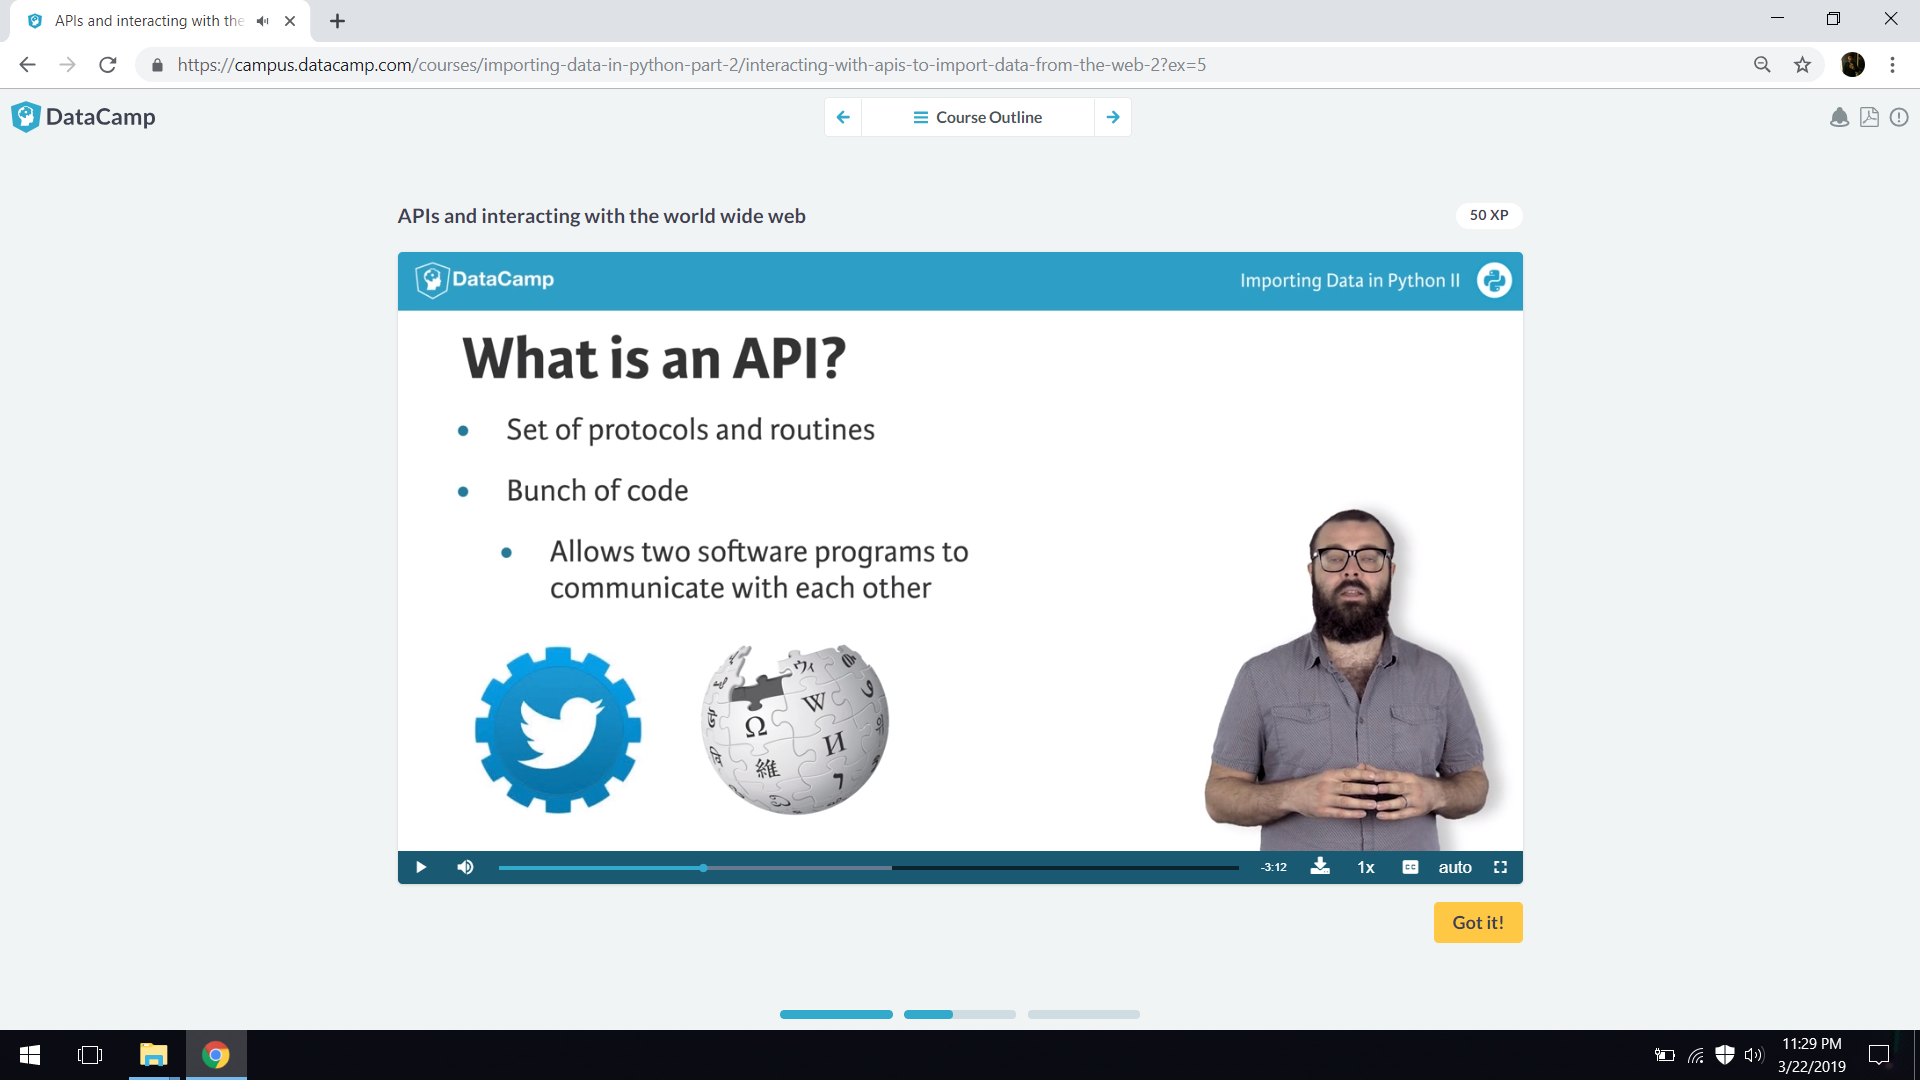 APIs and interacting with the
https://campus.datacamp.com/courses/importing-data-in-python-part-2/interacting-with-apis-to-import-data-from-the-web-2?ex=5
DataCamp
Course Outline
APIs and interacting with the world wide web
50 XP
DataCamp
Importing Data in Python II
What is an API?
• Set of protocols and routines
• Bunch of code
• Allows two software programs to
communicate with each other
Ω W И 維
-3:12
1x
CC
auto
Got it!
11:29 PM
3/22/2019